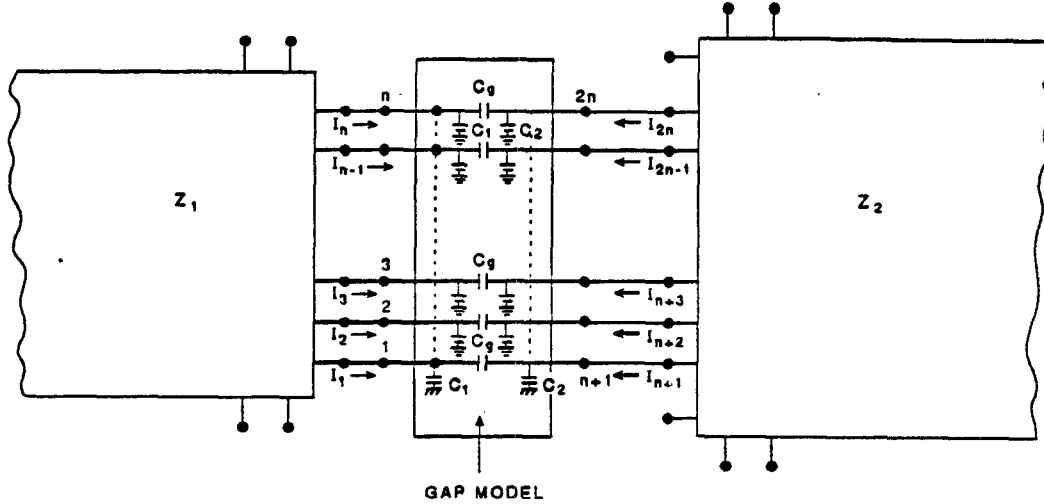 Cg
n 2n
In C1 C2 I2n
In-1 I2n-1
Z1 Z2
3 Cg
I3 In+3
2
I2 Cg In+2
1
I1 C1 C2 n+1 In+1
GAP MODEL